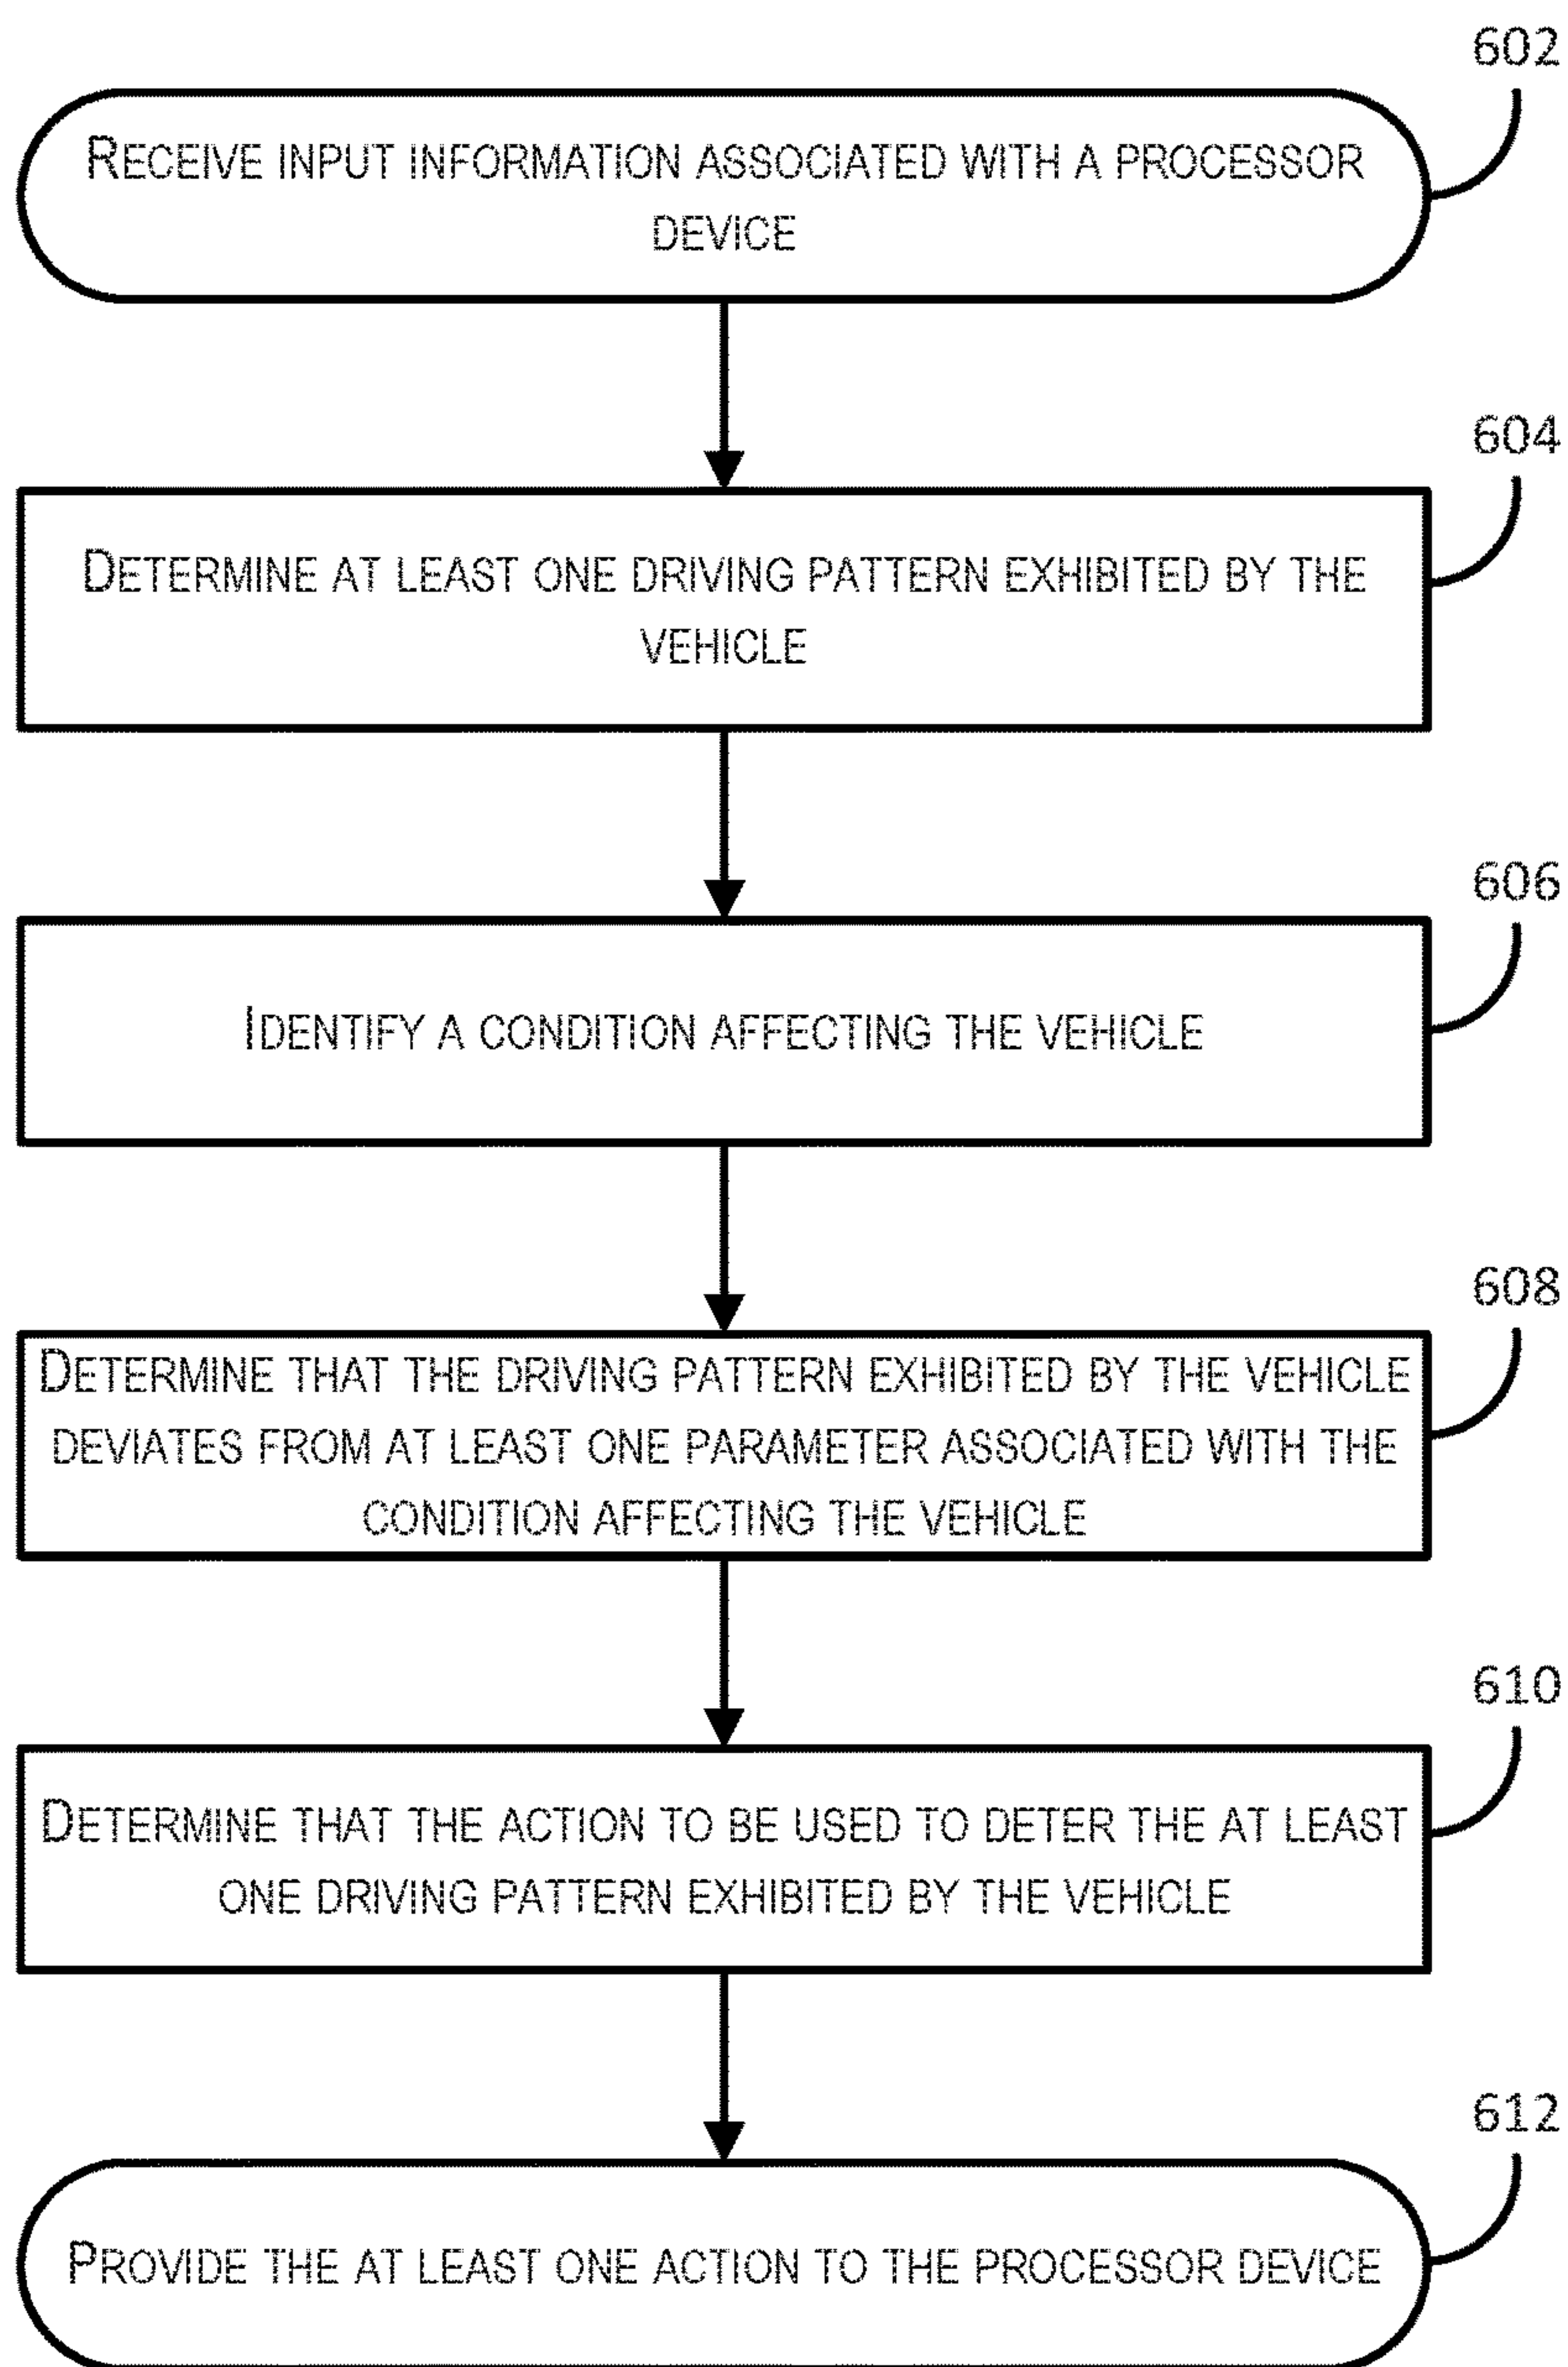 602
RECEIVE INPUT INFORMATION ASSOCIATED WITH A PROCESSOR
DEVICE
604
DETERMINE AT LEAST ONE DRIVING PATTERN EXHIBITED BY THE
VEHICLE
606
IDENTIFY A CONDITION AFFECTING THE VEHICLE
608
DETERMINE THAT THE DRIVING PATTERN EXHIBITED BY THE VEHICLE
DEVIATES FROM AT LEAST ONE PARAMETER ASSOCIATED WITH THE
CONDITION AFFECTING THE VEHICLE
610
DETERMINE THAT THE ACTION TO BE USED TO DETER THE AT LEAST
ONE DRIVING PATTERN EXHIBITED BY THE VEHICLE
612
PROVIDE THE AT LEAST ONE ACTION TO THE PROCESSOR DEVICE